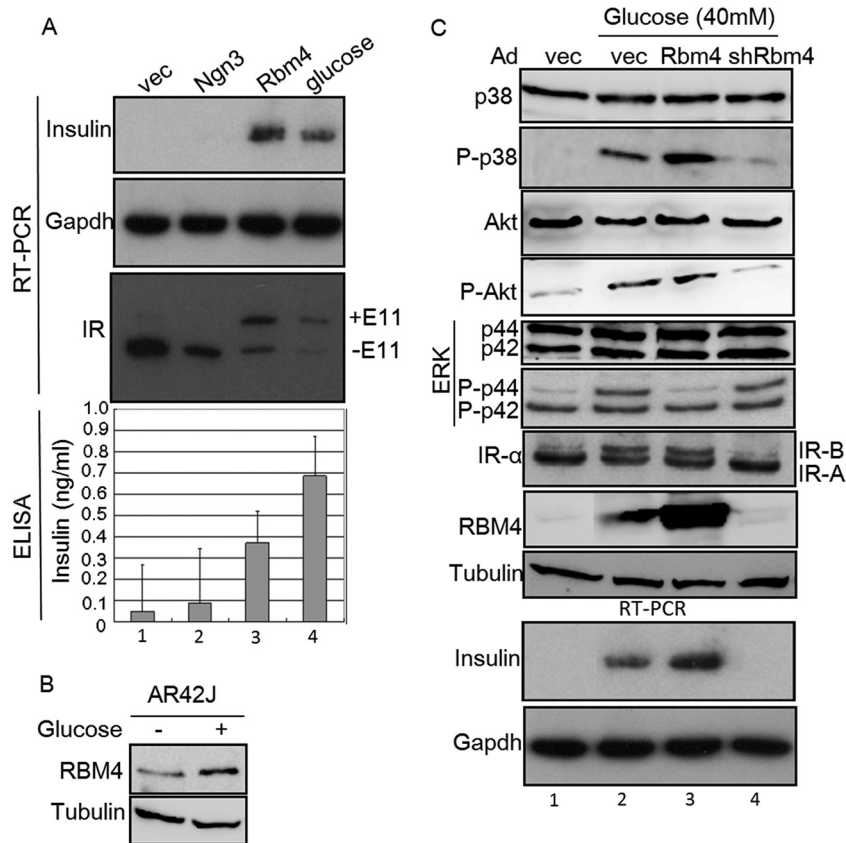 A
vec Ngn3 Rbm4 glucose
RT-PCR
Insulin
Gapdh
IR
+E11
-E11
ELISA
Insulin (ng/ml)
1.0
0.9
0.8
0.7
0.6
0.5
0.4
0.3
0.2
0.1
0
1 2 3 4
B
AR42J
Glucose - +
RBM4
Tubulin
C
Glucose (40mM)
Ad vec vec Rbm4 shRbm4
p38
P-p38
Akt
P-Akt
ERK
p44
p42
P-p44
P-p42
IR-α
IR-B
IR-A
RBM4
Tubulin
RT-PCR
Insulin
Gapdh
1 2 3 4